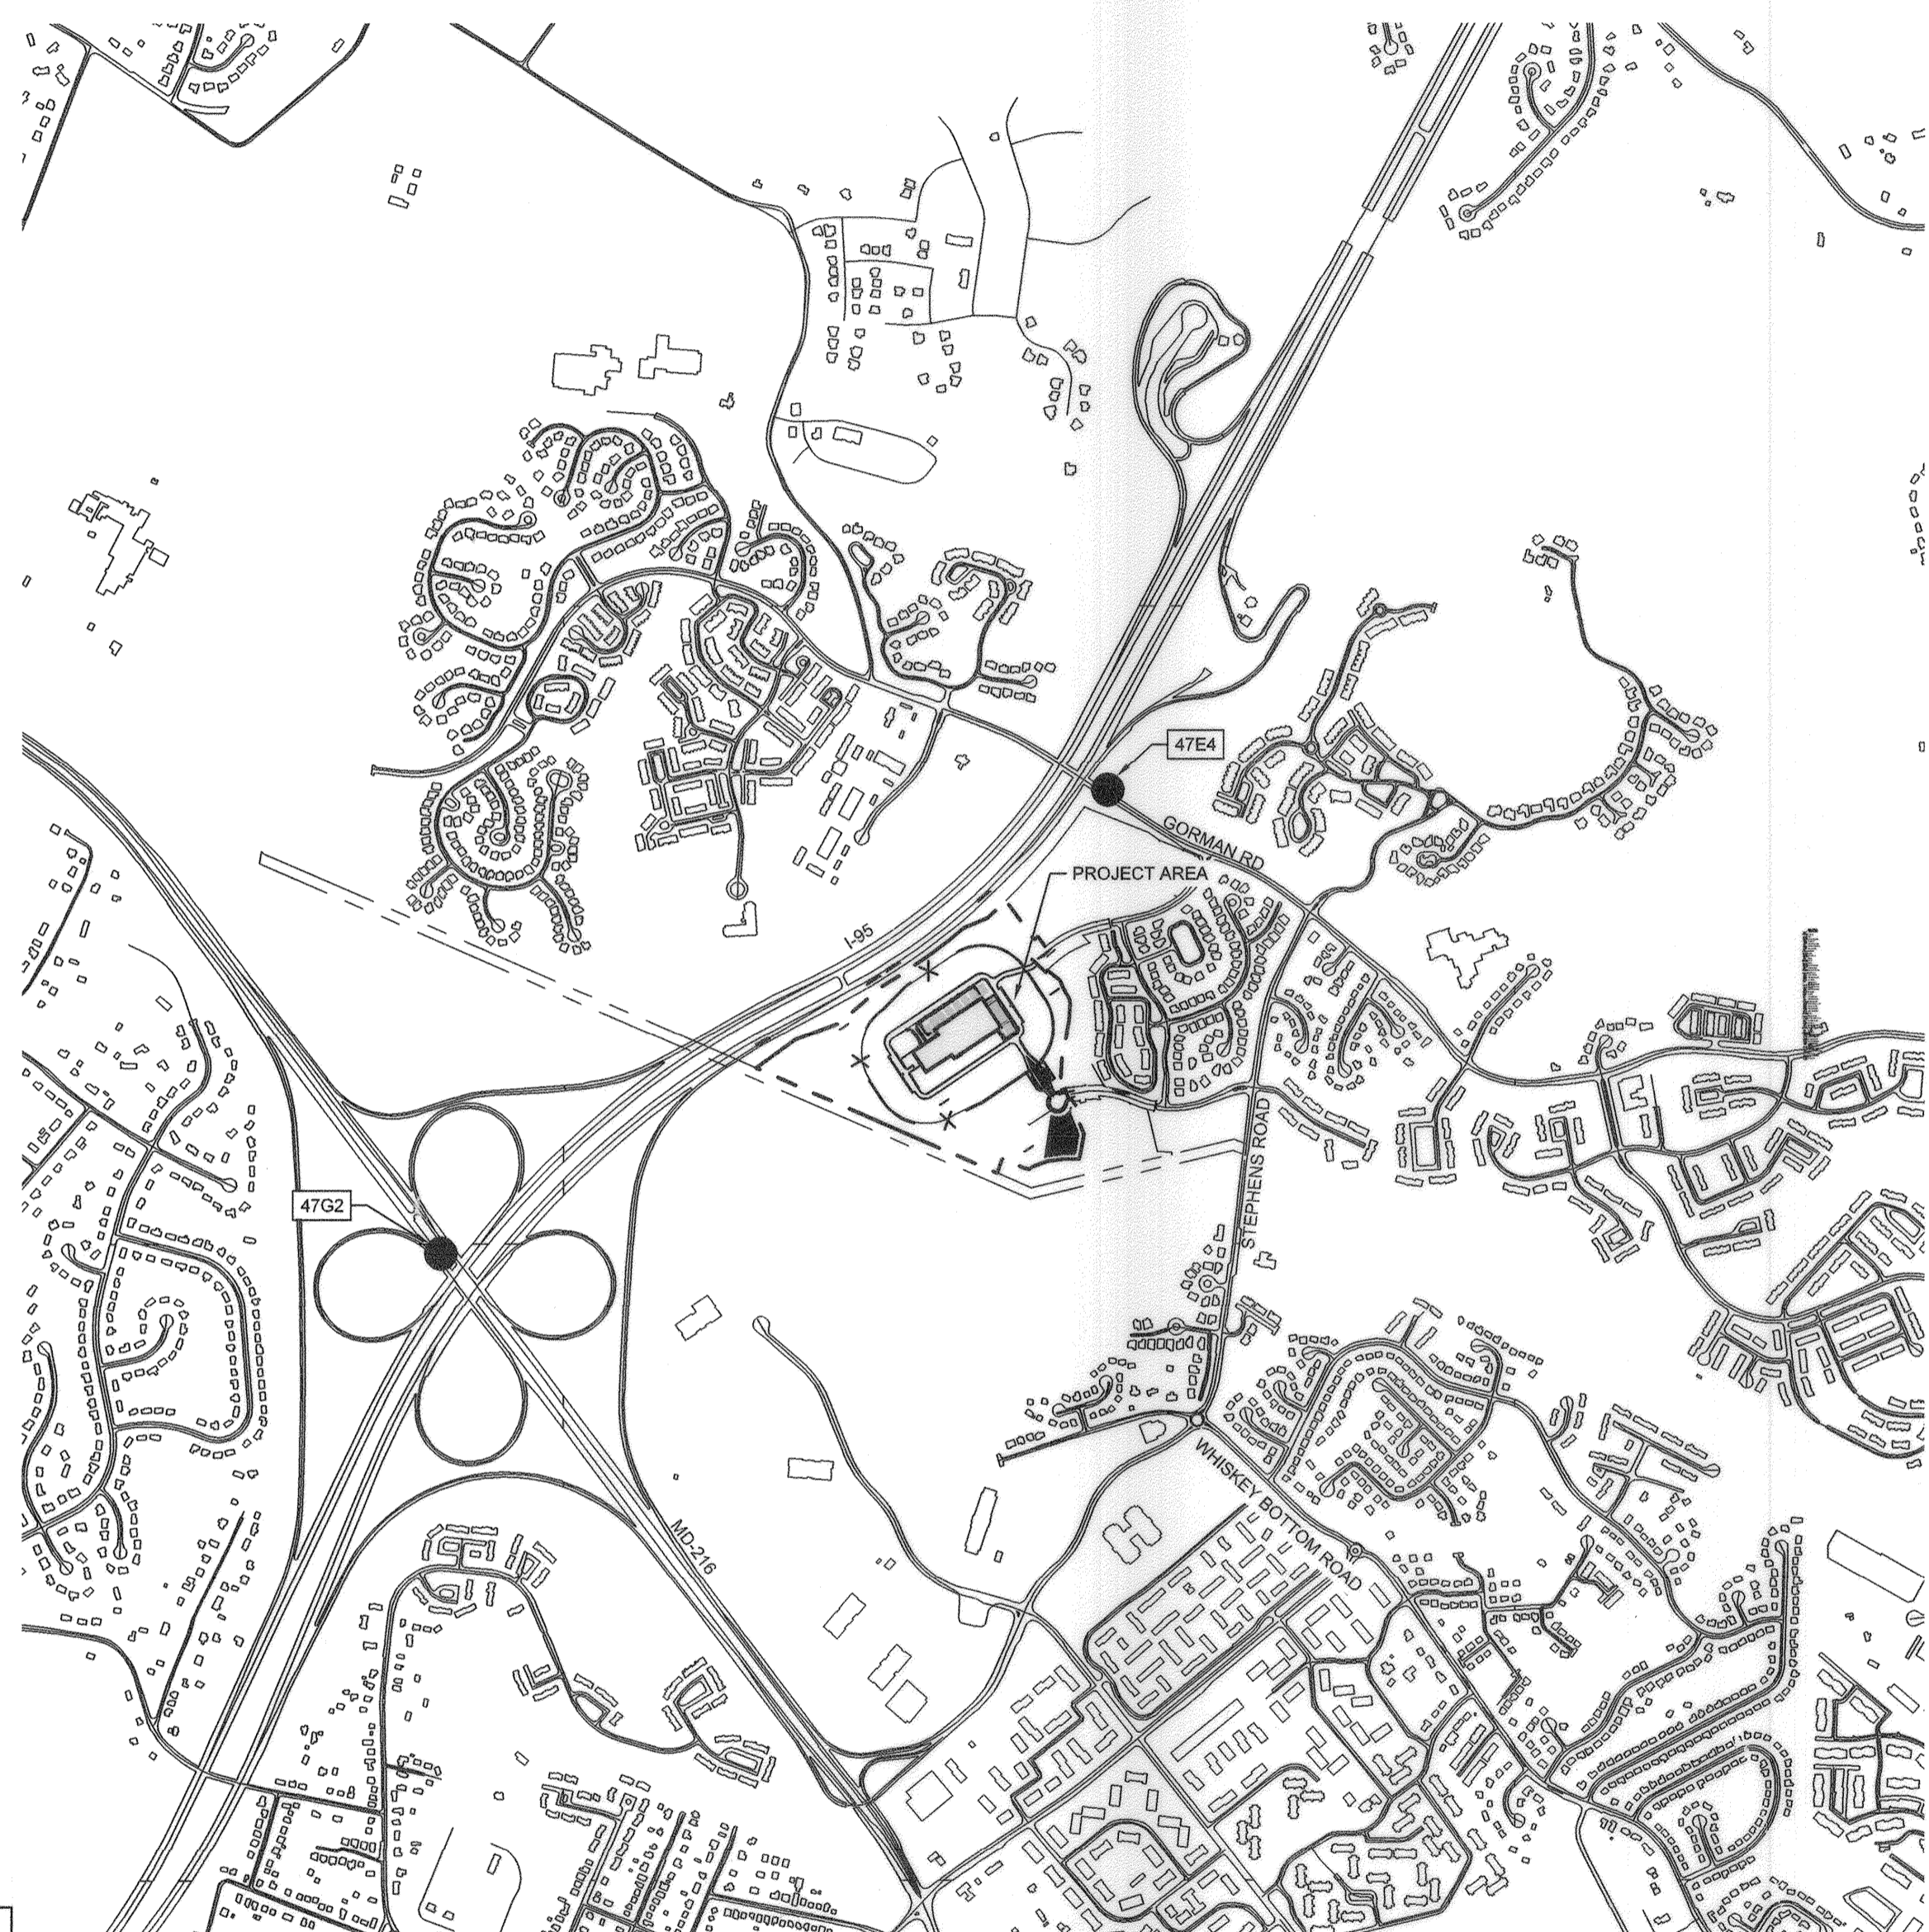 47E4
GORMAN RD
PROJECT AREA
I-95
STEPHENS ROAD
47G2
WHISKEY BOTTOM ROAD
MD-216